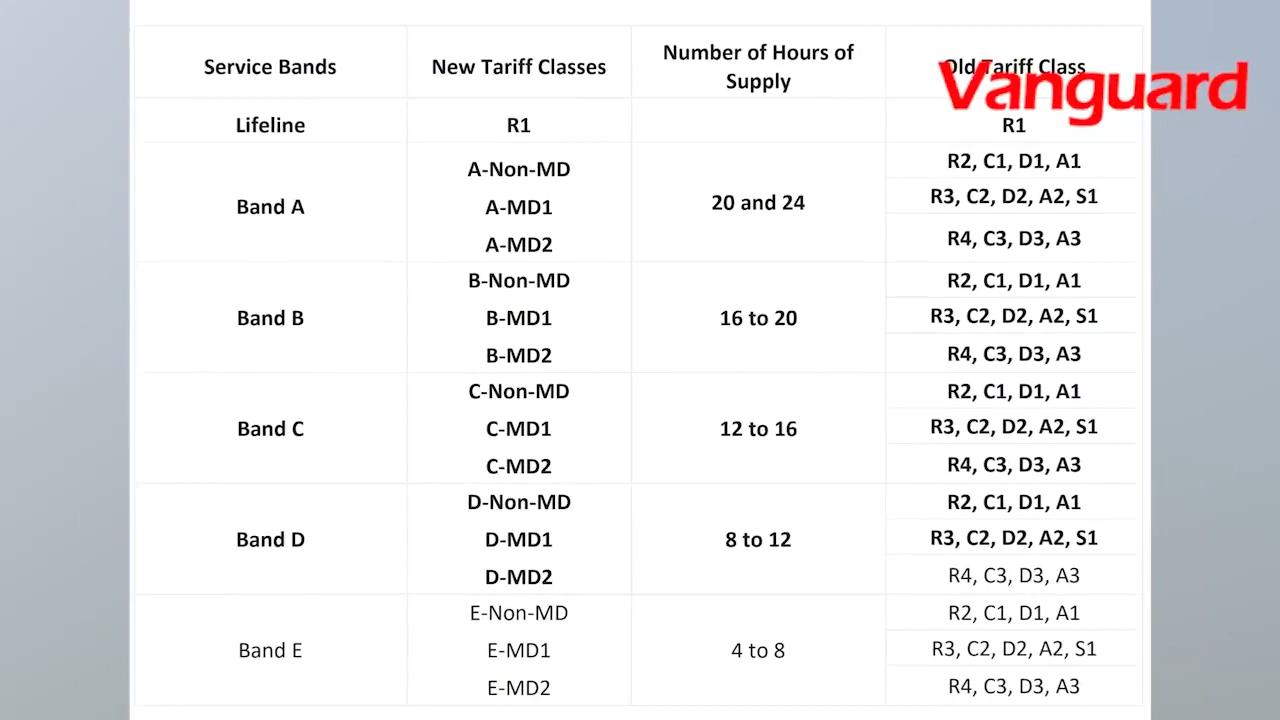 Service Bands New Tariff Classes Number of Hours of Supply Old Tariff Class
Vanguard
Lifeline R1 R1
Band A 20 and 24
A-Non-MD R2, C1, D1, A1
A-MD1 R3, C2, D2, A2, S1
A-MD2 R4, C3, D3, A3
Band B 16 to 20
B-Non-MD R2, C1, D1, A1
B-MD1 R3, C2, D2, A2, S1
B-MD2 R4, C3, D3, A3
Band C 12 to 16
C-Non-MD R2, C1, D1, A1
C-MD1 R3, C2, D2, A2, S1
C-MD2 R4, C3, D3, A3
Band D 8 to 12
D-Non-MD R2, C1, D1, A1
D-MD1 R3, C2, D2, A2, S1
D-MD2 R4, C3, D3, A3
Band E 4 to 8
E-Non-MD R2, C1, D1, A1
E-MD1 R3, C2, D2, A2, S1
E-MD2 R4, C3, D3, A3